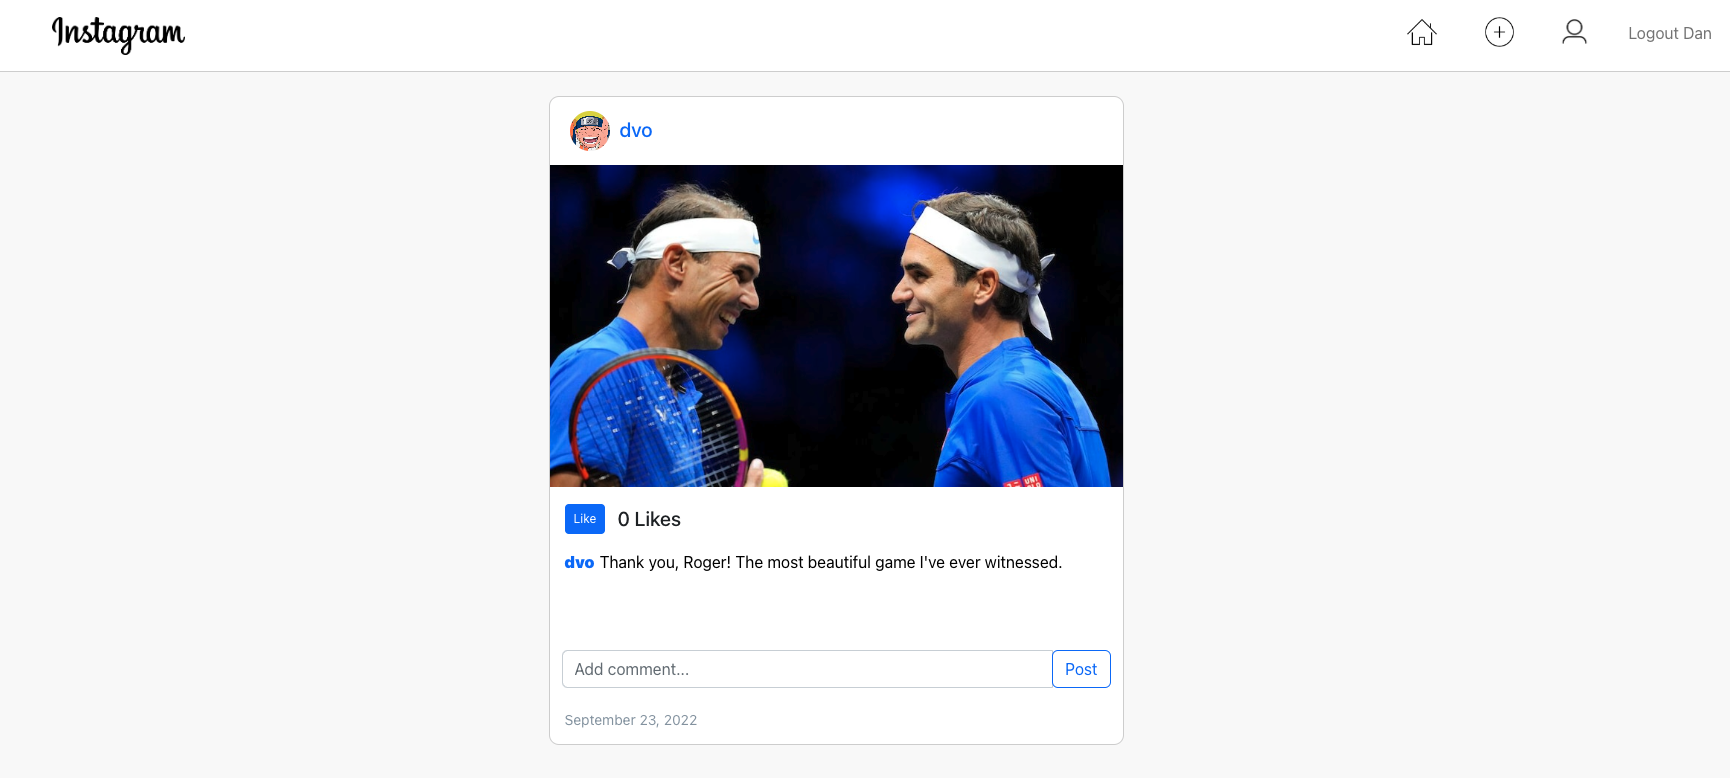 Instagram
Logout Dan
dvo
Like
0 Likes
dvo Thank you, Roger! The most beautiful game I've ever witnessed.
Add comment...
Post
September 23, 2022